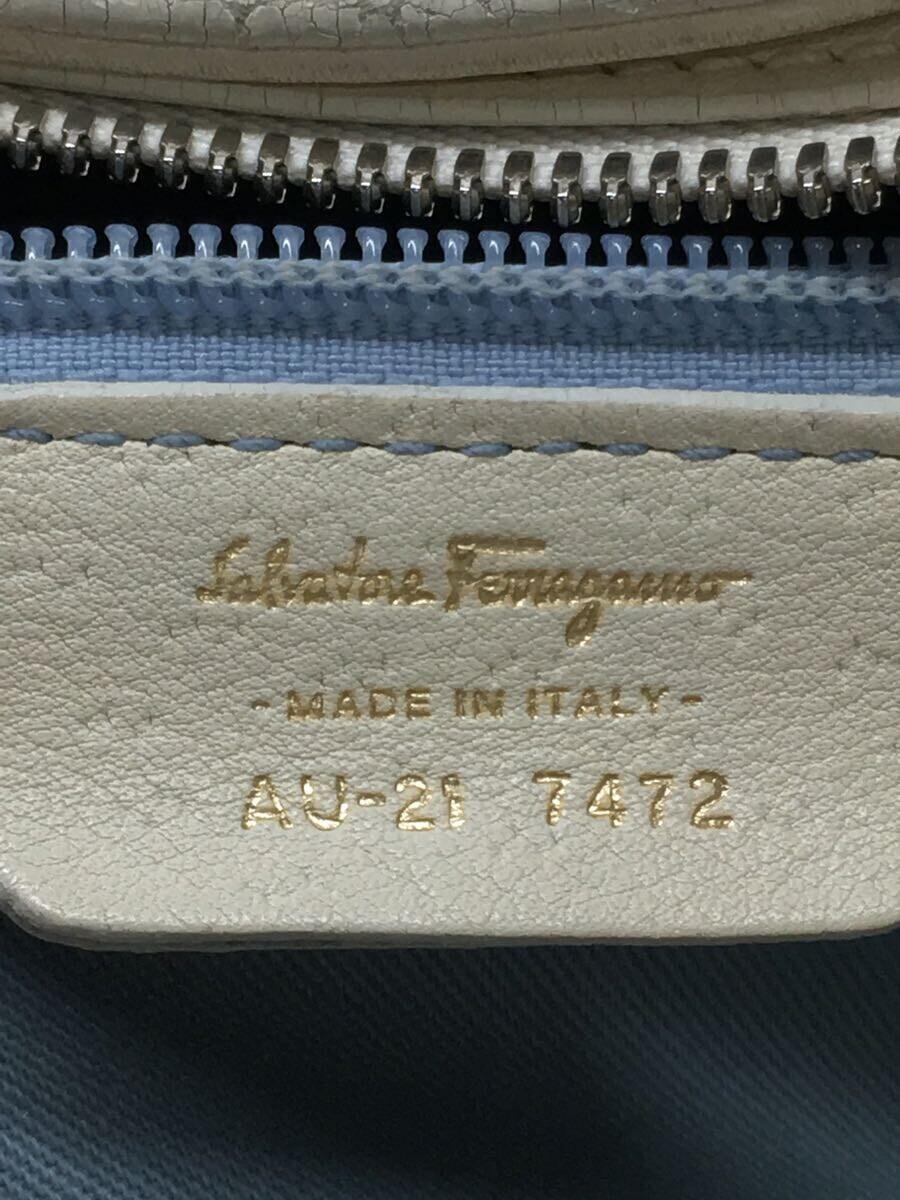 Salvatore Ferragamo
- MADE IN ITALY -
AU-21 7472